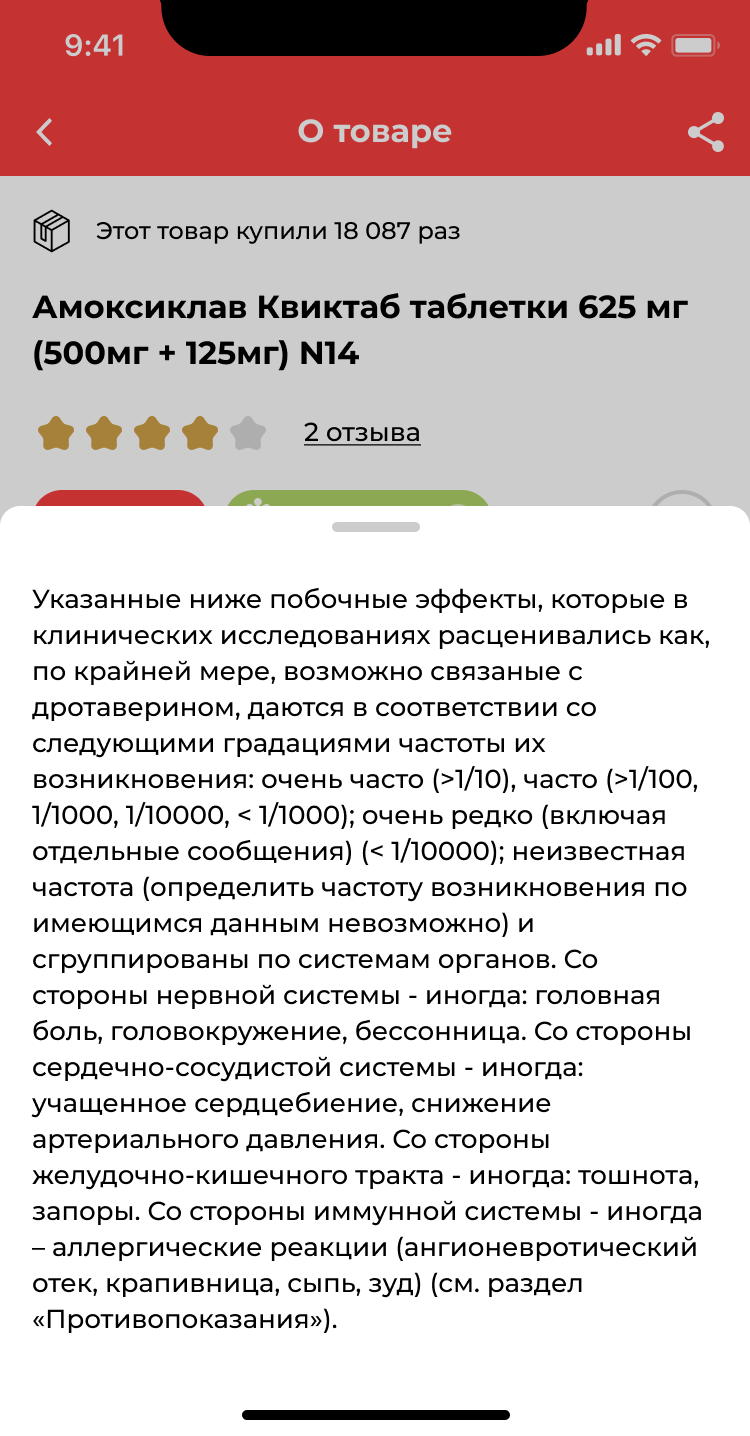 9:41
О товаре
Этот товар купили 18 087 раз
Амоксиклав Квиктаб таблетки 625 мг
(500мг + 125мг) N14
2 отзыва
Указанные ниже побочные эффекты, которые в
клинических исследованиях расценивались как,
по крайней мере, возможно связаные с
дротаверином, даются в соответствии со
следующими градациями частоты их
возникновения: очень часто (>1/10), часто (>1/100,
1/1000, 1/10000, < 1/1000); очень редко (включая
отдельные сообщения) (< 1/10000); неизвестная
частота (определить частоту возникновения по
имеющимся данным невозможно) и
сгруппированы по системам органов. Со
стороны нервной системы - иногда: головная
боль, головокружение, бессонница. Со стороны
сердечно-сосудистой системы - иногда:
учащенное сердцебиение, снижение
артериального давления. Со стороны
желудочно-кишечного тракта - иногда: тошнота,
запоры. Со стороны иммунной системы - иногда
– аллергические реакции (ангионевротический
отек, крапивница, сыпь, зуд) (см. раздел
«Противопоказания»).